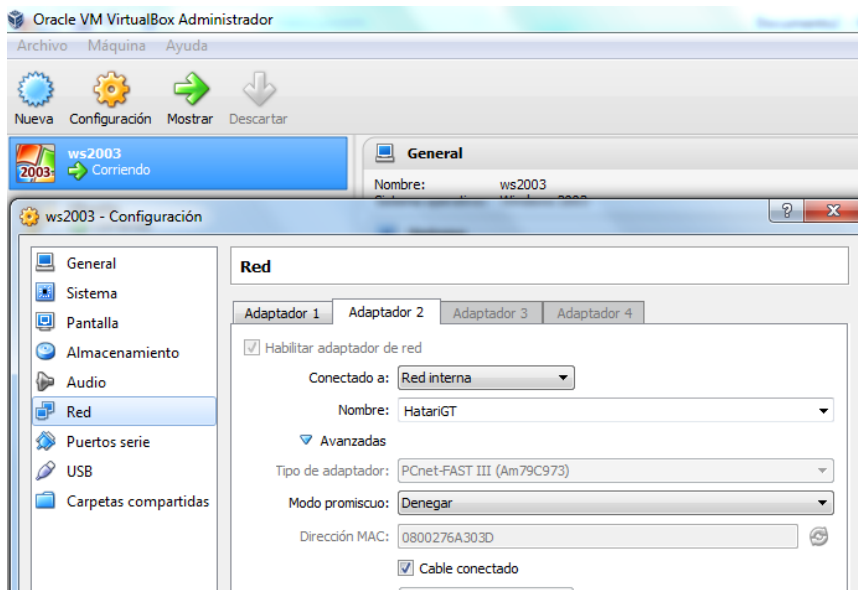 Oracle VM VirtualBox Administrador
Archivo Máquina Ayuda
Nueva Configuración Mostrar Descartar
2003
ws2003
Corriendo
General
Nombre: ws2003
ws2003 - Configuración
General
Sistema
Pantalla
Almacenamiento
Audio
Red
Puertos serie
USB
Carpetas compartidas
Red
Adaptador 1 Adaptador 2 Adaptador 3 Adaptador 4
Habilitar adaptador de red
Conectado a: Red interna
Nombre: HatariGT
Avanzadas
Tipo de adaptador: PCnet-FAST III (Am79C973)
Modo promiscuo: Denegar
Dirección MAC: 0800276A303D
Cable conectado